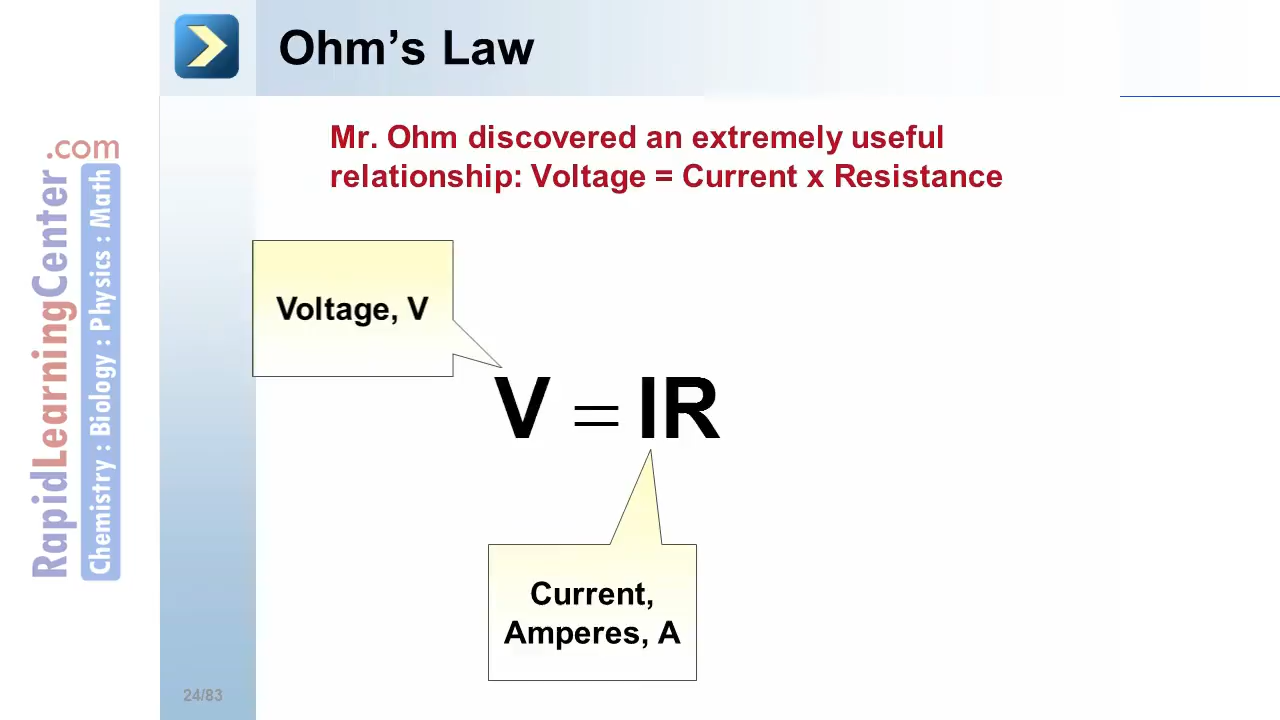 Ohm’s Law
Mr. Ohm discovered an extremely useful
relationship: Voltage = Current x Resistance
Voltage, V
V = IR
Current,
Amperes, A
RapidLearningCenter.com
Chemistry : Biology : Physics : Math
24/83